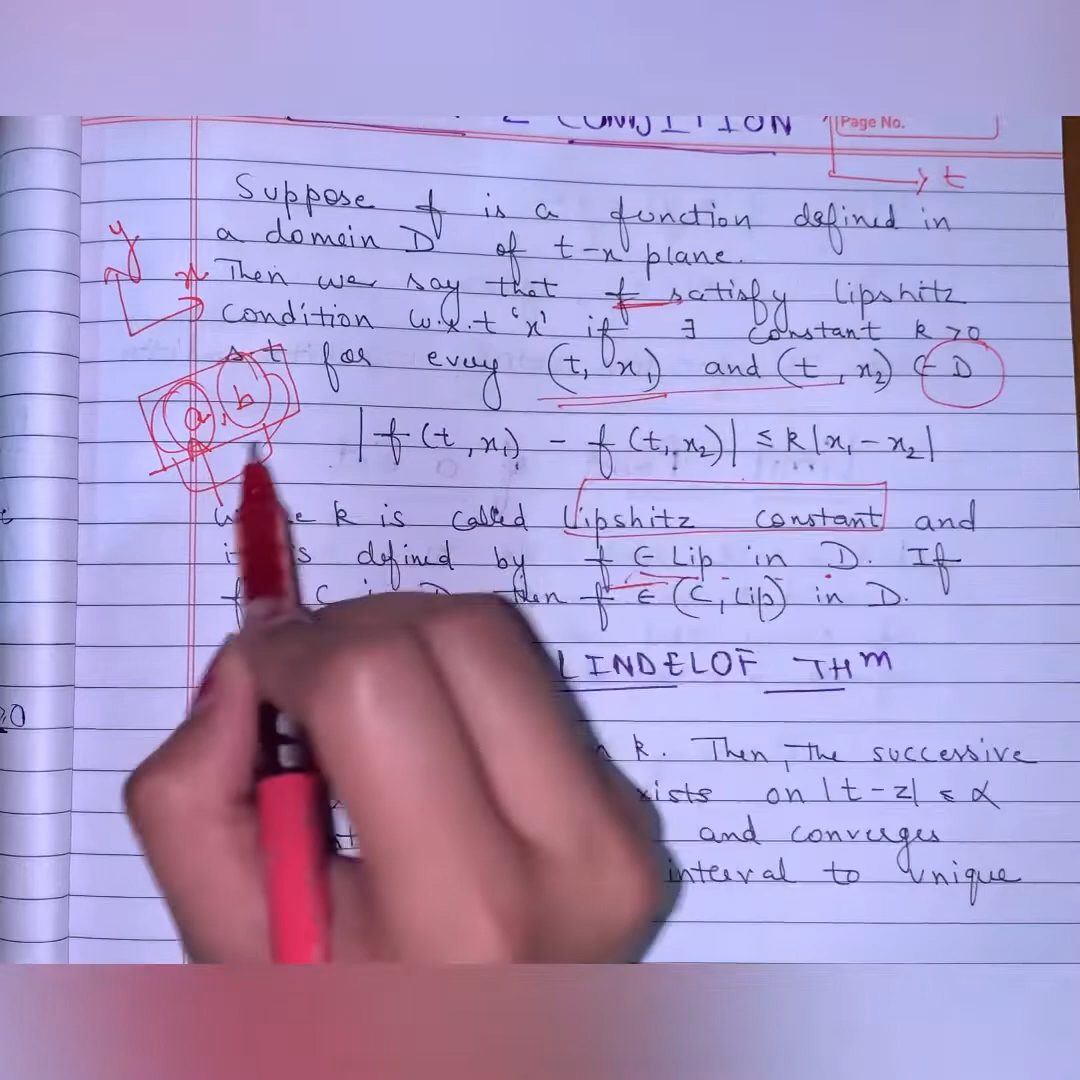 CONDITION
Page No.
t
Suppose f is a function defined in
a domein D of t-x plane.
y
x
Then we say that f satisfy lipshitz
condition w.r.t 'x' if ∃ constant k >0
s.t for every (t, x₁) and (t, x₂) ∈ D
a, b
|f(t, x₁) - f(t, x₂)| ≤ k|x₁ - x₂|
k is called Lipshitz constant and
is defined by f ∈ Lip in D. If
C D then f ∈ (C, Lip) in D.
LINDELOF THM
k. Then, the successive
on |t-z| ≤ α
and converges
interval to unique